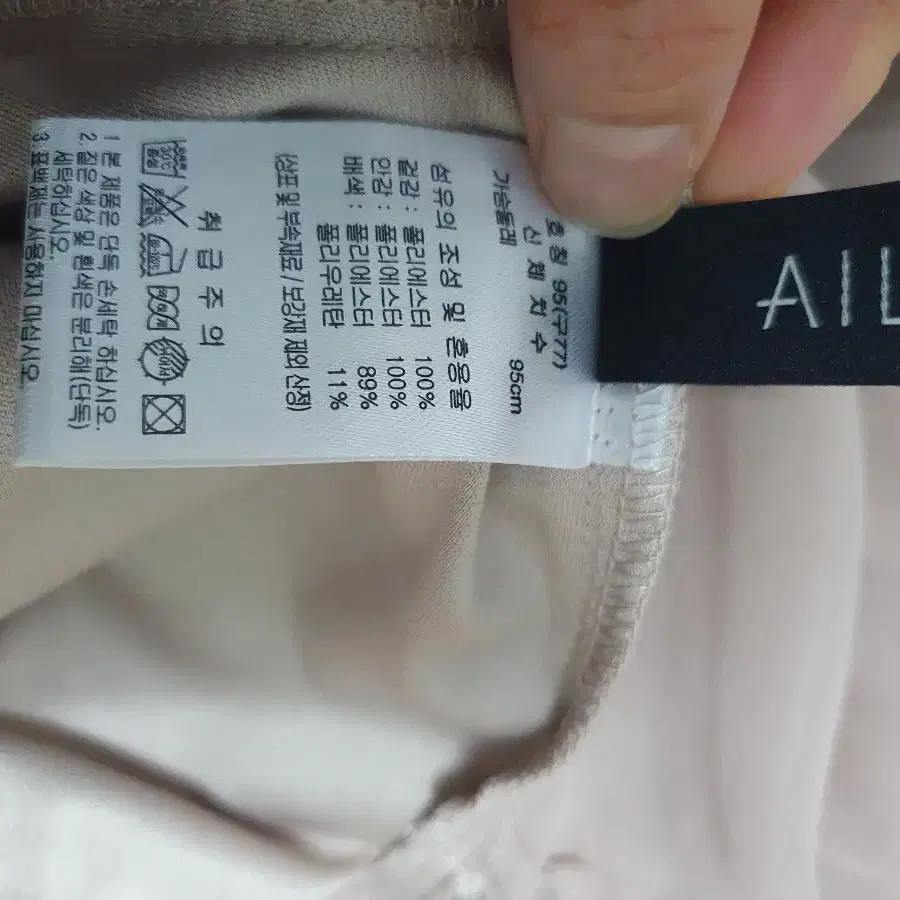 AIL
호칭 95(구77)
신체치수
가슴둘레 95cm
섬유의 조성 및 혼용율
겉감 : 폴리에스터 100%
안감 : 폴리에스터 100%
배색 : 폴리에스터 89%
폴리우레탄 11%
(상표 및 부속재료/보강재 제외 산정)
취급주의
30℃
1. 본 제품은 단독 손세탁 하십시오.
2. 짙은 색상 및 흰색은 분리해(단독)
세탁하십시오.
3. 표백제는 사용하지 마십시오.